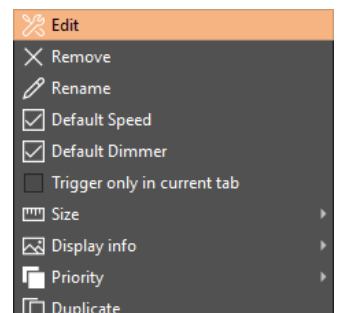 Edit
Remove
Rename
Default Speed
Default Dimmer
Trigger only in current tab
Size
Display info
Priority
Duplicate